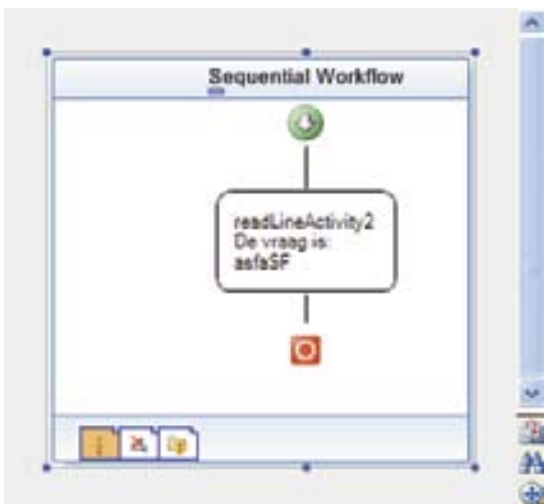 Sequential Workflow
readLineActivity2
De vraag is:
asfaSF